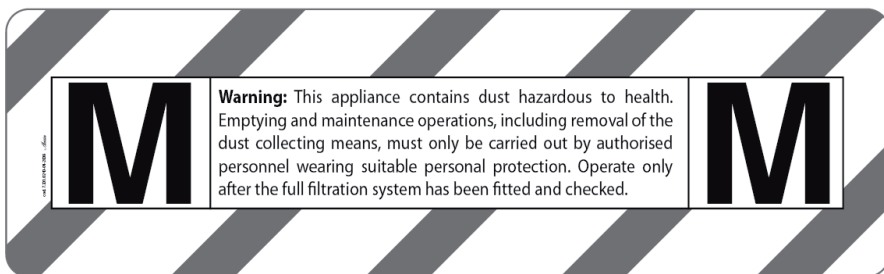 M
Warning: This appliance contains dust hazardous to health.
Emptying and maintenance operations, including removal of the
dust collecting means, must only be carried out by authorised
personnel wearing suitable personal protection. Operate only
after the full filtration system has been fitted and checked.
M